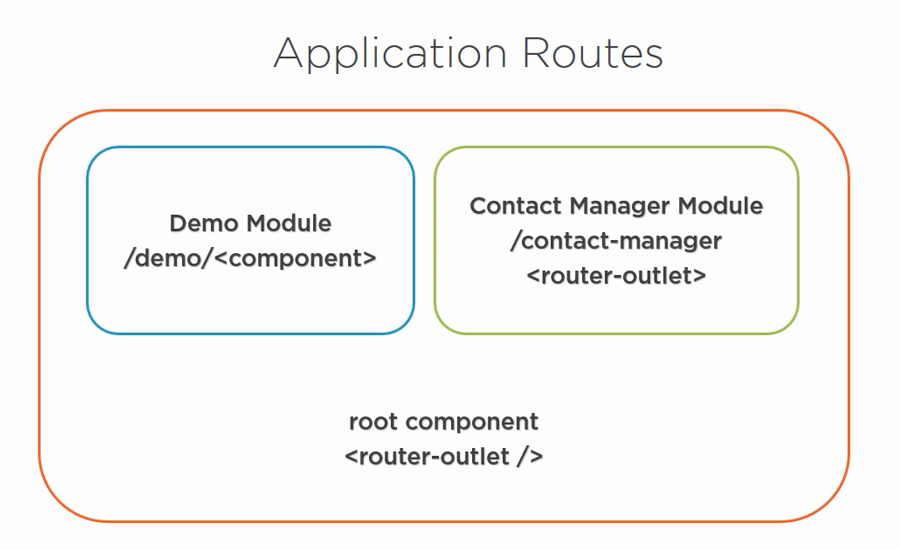 Application Routes
Demo Module
/demo/<component>
Contact Manager Module
/contact-manager
<router-outlet>
root component
<router-outlet />